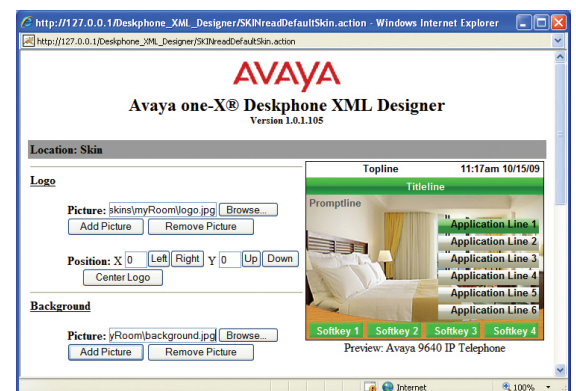 http://127.0.0.1/Deskphone_XML_Designer/SKINreadDefaultSkin.action - Windows Internet Explorer
http://127.0.0.1/Deskphone_XML_Designer/SKINreadDefaultSkin.action
AVAYA
Avaya one-X® Deskphone XML Designer
Version 1.0.1.105
Location: Skin
Logo
Picture: skins\myRoom\logo.jpg Browse...
Add Picture Remove Picture
Position: X 0 Left Right Y 0 Up Down
Center Logo
Background
Picture: yRoom\background.jpg Browse...
Add Picture Remove Picture
Topline 11:17am 10/15/09
Titleline
Promptline
Application Line 1
Application Line 2
Application Line 3
Application Line 4
Application Line 5
Application Line 6
Softkey 1 Softkey 2 Softkey 3 Softkey 4
Preview: Avaya 9640 IP Telephone
Internet 100%